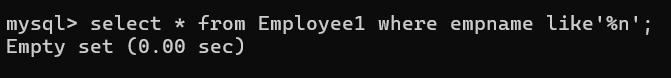 mysql> select * from Employee1 where empname like'%n';
Empty set (0.00 sec)